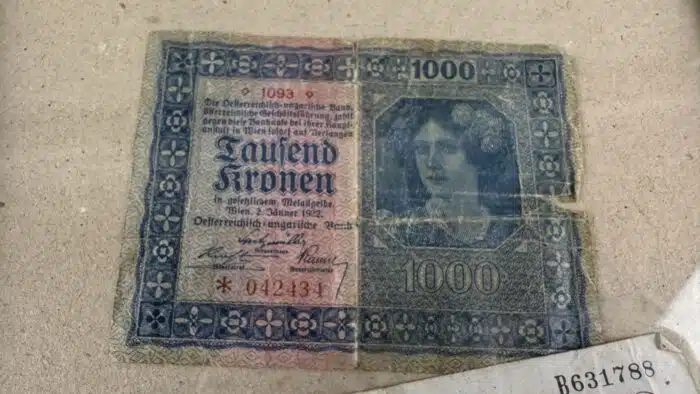 1000
◇ 1093 ◇
Die Oesterreichisch-ungarische Bank,
österreichische Geschäftsführung, zahlt
gegen diese Banknote bei ihrer Haupt-
anstalt in Wien sofort auf Verlangen
Tausend
Kronen
in gesetzlichem Metallgelde.
Wien, 2. Jänner 1922.
Oesterreichisch-ungarische Bank
* 042434
1000
B631788